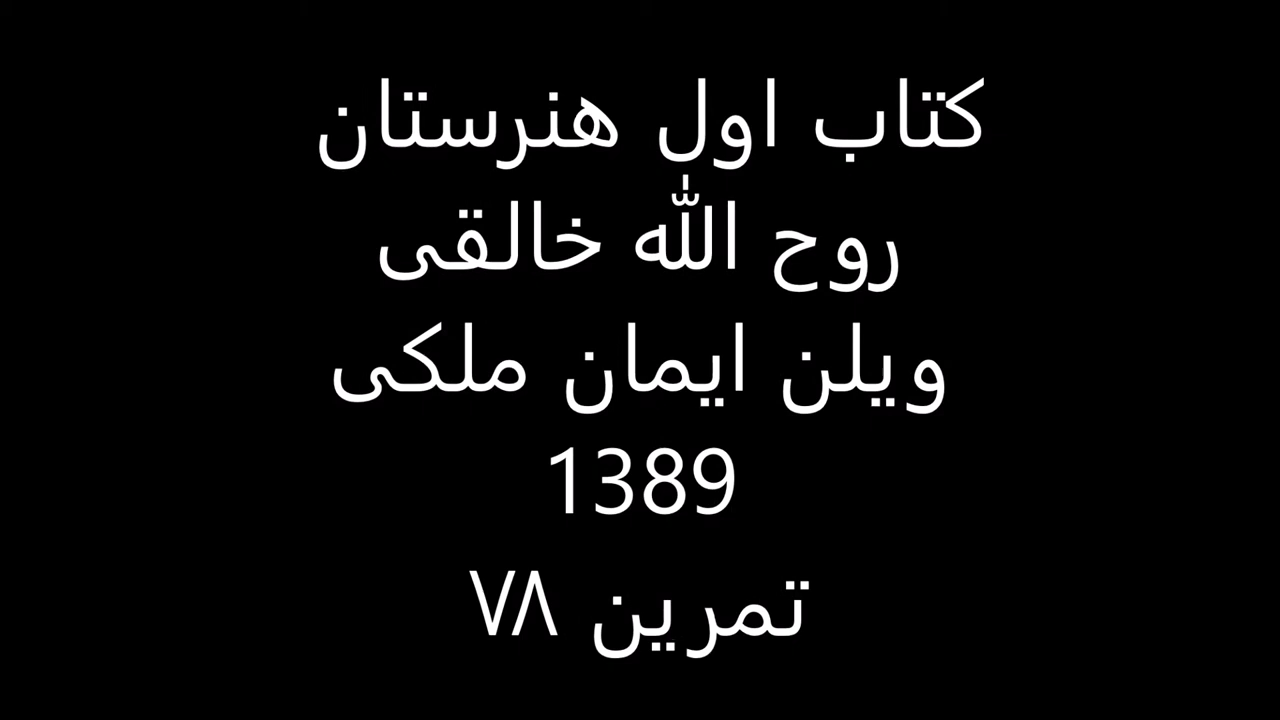 کتاب اول هنرستان
روح الله خالقی
ویلن ایمان ملکی
1389
تمرین ۷۸